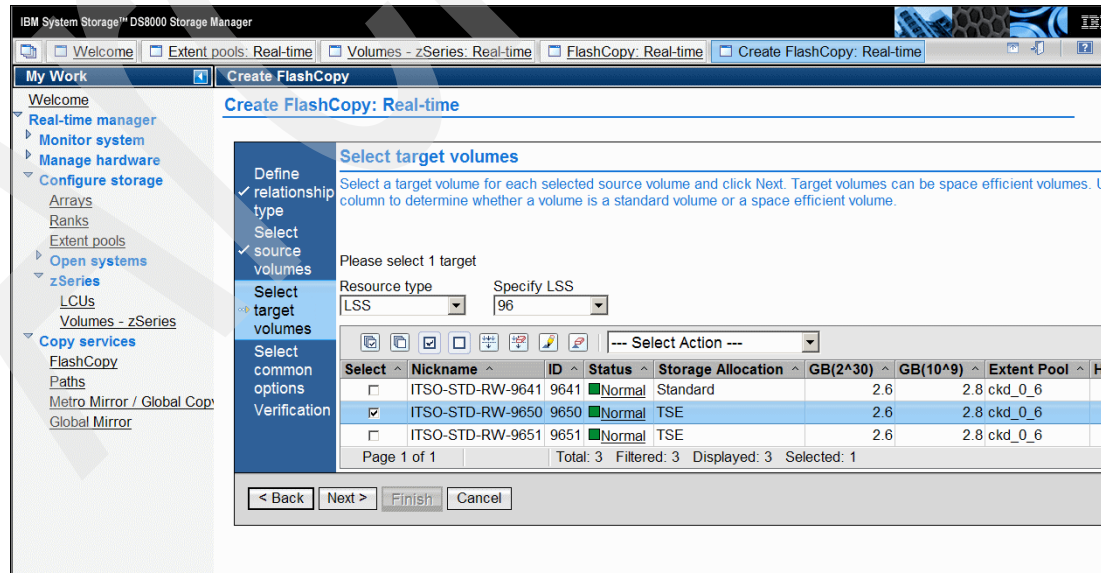 IBM System Storage™ DS8000 Storage Manager
Welcome Extent pools: Real-time Volumes - zSeries: Real-time FlashCopy: Real-time Create FlashCopy: Real-time ?
My Work
Welcome
Real-time manager
Monitor system
Manage hardware
Configure storage
Arrays
Ranks
Extent pools
Open systems
zSeries
LCUs
Volumes - zSeries
Copy services
FlashCopy
Paths
Metro Mirror / Global Copy
Global Mirror
Create FlashCopy
Create FlashCopy: Real-time
Define
relationship
type
Select
source
volumes
Select
target
volumes
Select
common
options
Verification
Select target volumes
Select a target volume for each selected source volume and click Next. Target volumes can be space efficient volumes. U
column to determine whether a volume is a standard volume or a space efficient volume.
Please select 1 target
Resource type Specify LSS
LSS 96
--- Select Action ---
Select Nickname ID Status Storage Allocation GB(2^30) GB(10^9) Extent Pool H
ITSO-STD-RW-9641 9641 Normal Standard 2.6 2.8 ckd_0_6
ITSO-STD-RW-9650 9650 Normal TSE 2.6 2.8 ckd_0_6
ITSO-STD-RW-9651 9651 Normal TSE 2.6 2.8 ckd_0_6
Page 1 of 1 Total: 3 Filtered: 3 Displayed: 3 Selected: 1
< Back Next > Finish Cancel